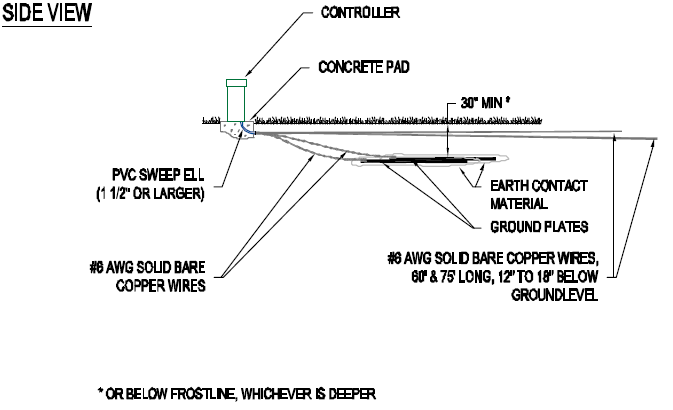 SIDE VIEW
CONTROLLER
CONCRETE PAD
30" MIN *
PVC SWEEP ELL
(1 1/2" OR LARGER)
EARTH CONTACT
MATERIAL
GROUND PLATES
#6 AWG SOLID BARE
COPPER WIRES
#6 AWG SOLID BARE COPPER WIRES,
60' & 75' LONG, 12" TO 18" BELOW
GROUNDLEVEL
* OR BELOW FROSTLINE, WHICHEVER IS DEEPER